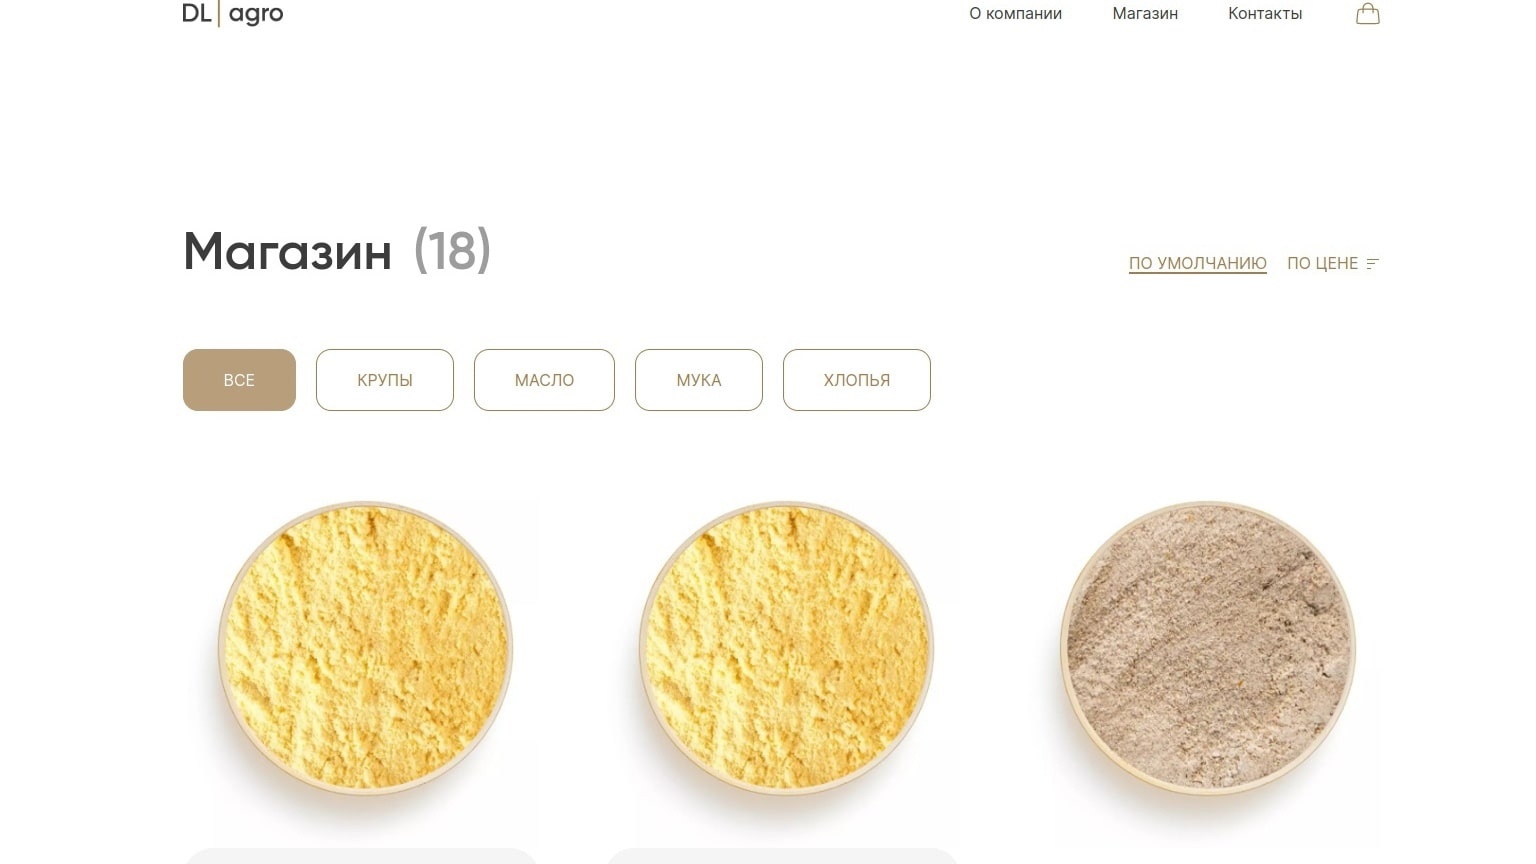 DL | agro
О компании
Магазин
Контакты
Магазин (18)
ПО УМОЛЧАНИЮ
ПО ЦЕНЕ
ВСЕ
КРУПЫ
МАСЛО
МУКА
ХЛОПЬЯ